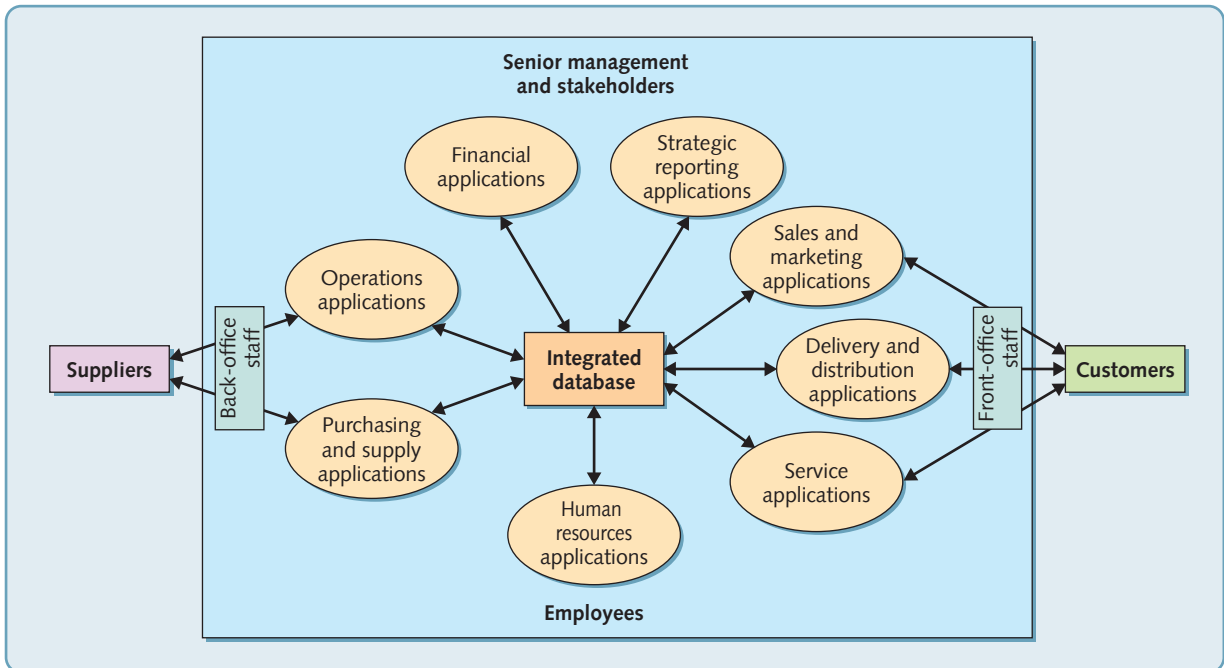 Senior management
and stakeholders
Financial
applications
Strategic
reporting
applications
Sales and
marketing
applications
Operations
applications
Suppliers
Back-office
staff
Integrated
database
Delivery and
distribution
applications
Front-office
staff
Customers
Purchasing
and supply
applications
Service
applications
Human
resources
applications
Employees